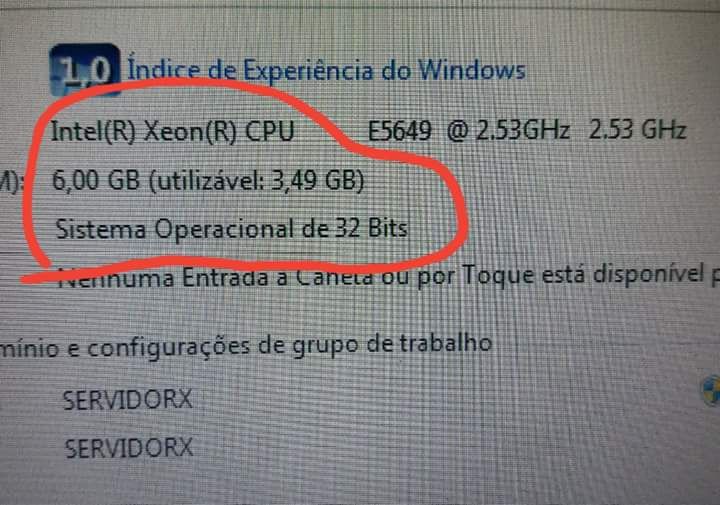 1,0 Índice de Experiência do Windows
Intel(R) Xeon(R) CPU E5649 @ 2.53GHz 2.53 GHz
M): 6,00 GB (utilizável: 3,49 GB)
Sistema Operacional de 32 Bits
Nenhuma Entrada à Caneta ou por Toque está disponível p
mínio e configurações de grupo de trabalho
SERVIDORX
SERVIDORX